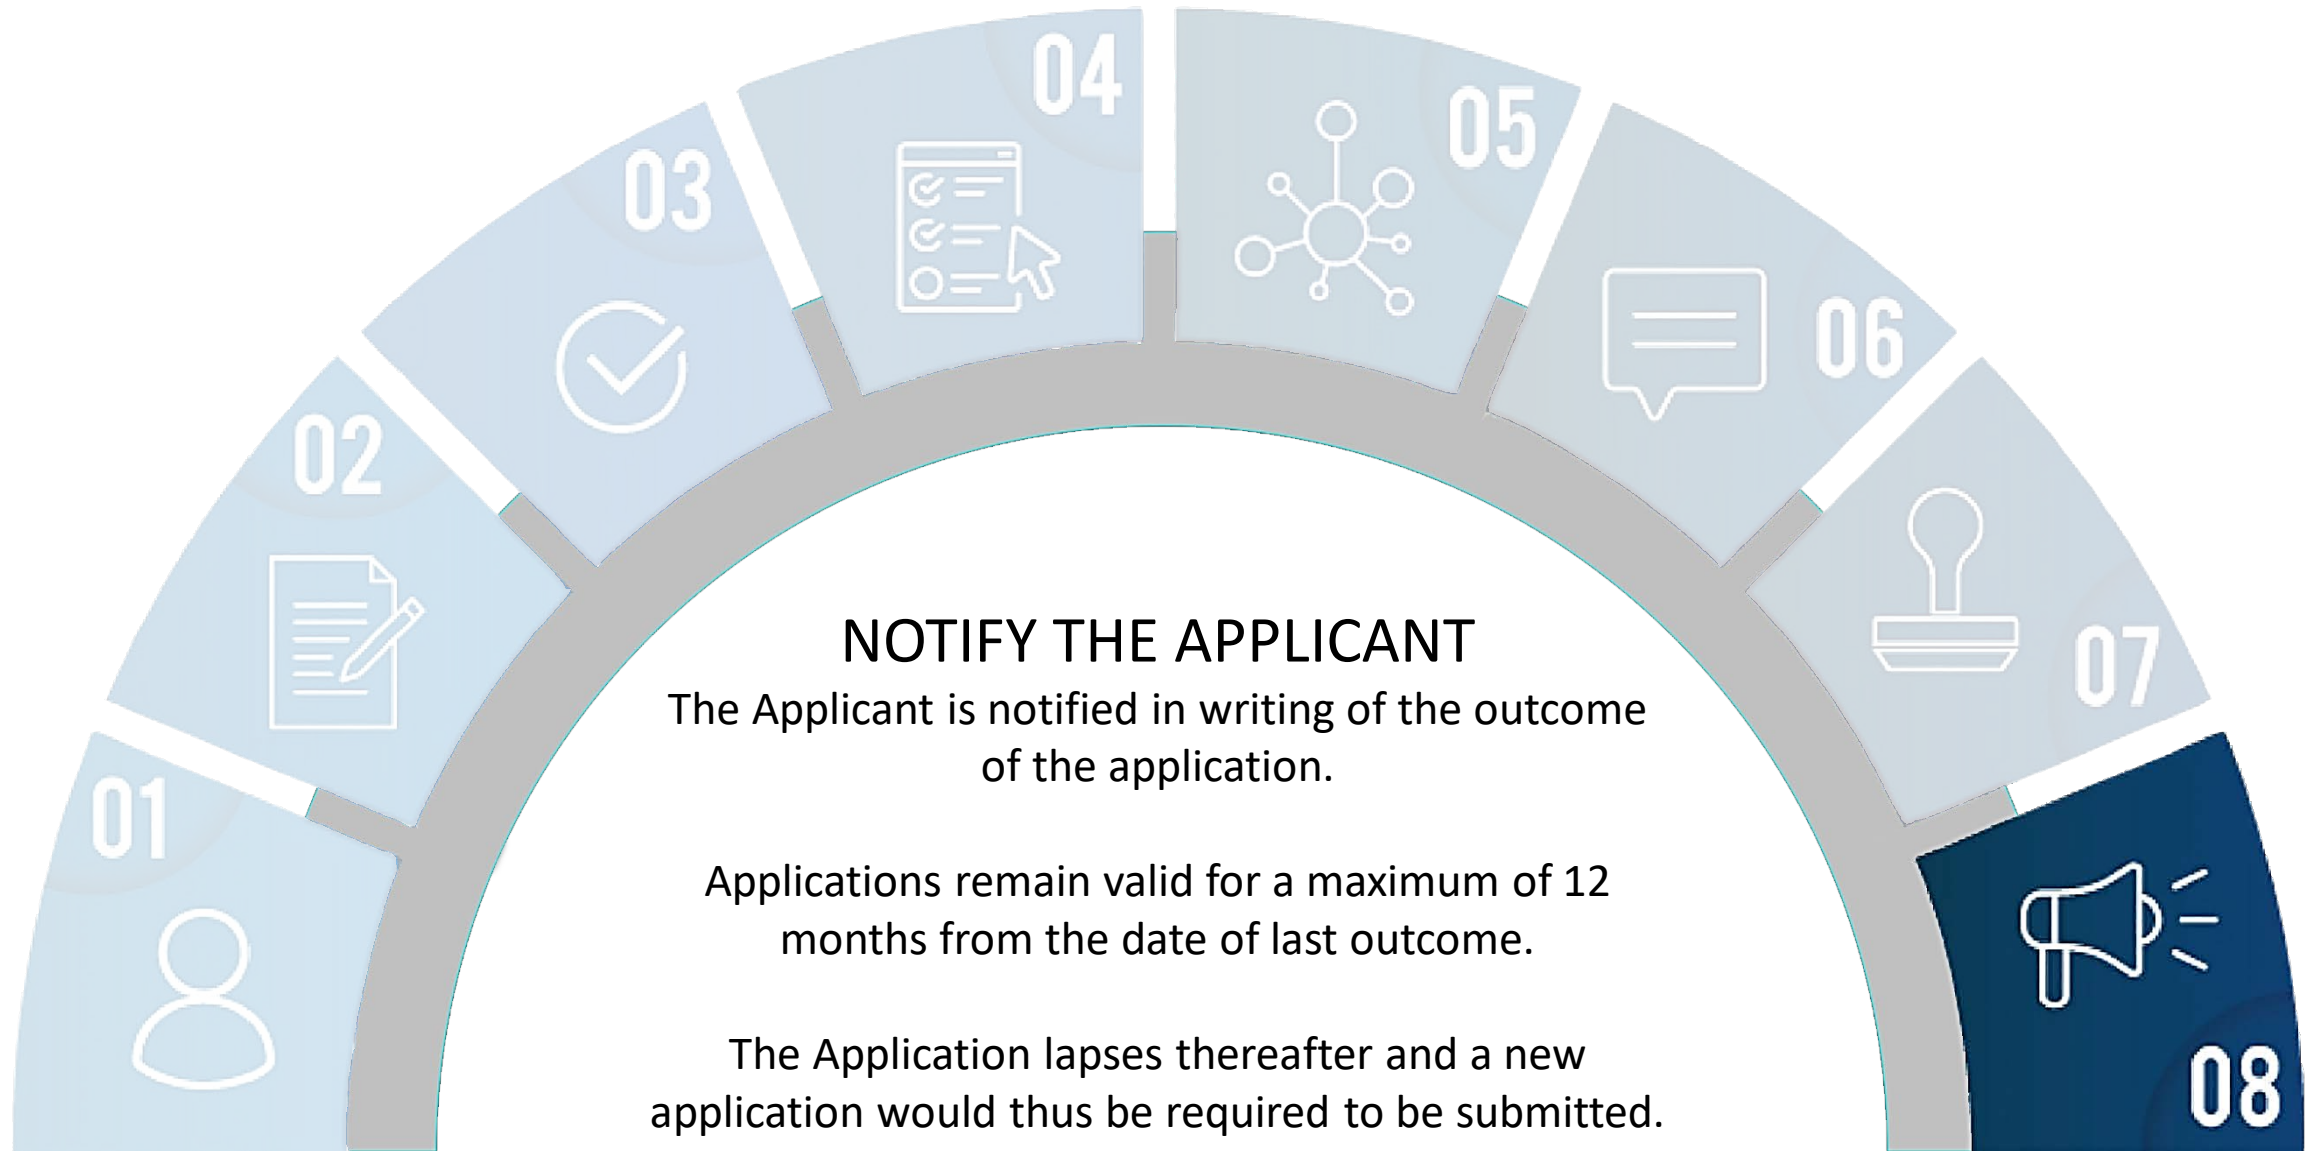 01
02
03
04
05
06
07
08
NOTIFY THE APPLICANT
The Applicant is notified in writing of the outcome
of the application.
Applications remain valid for a maximum of 12
months from the date of last outcome.
The Application lapses thereafter and a new
application would thus be required to be submitted.